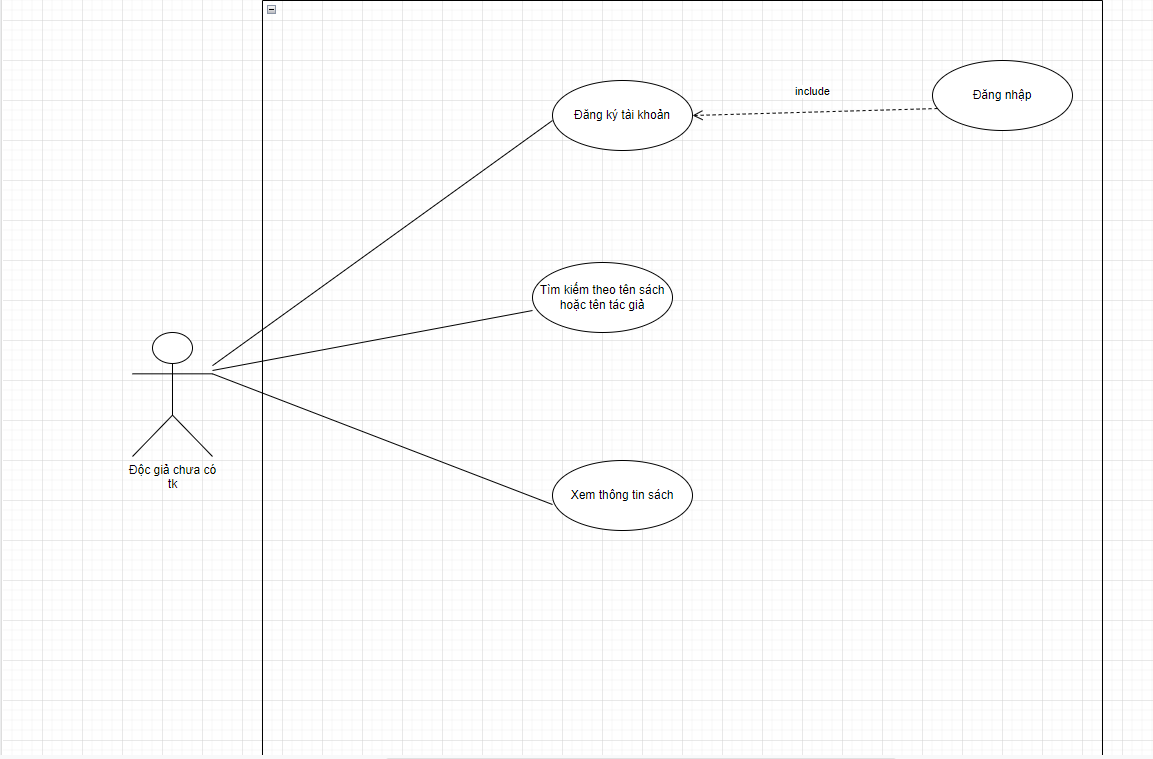 include
Đăng nhập
Đăng ký tài khoản
Tìm kiếm theo tên sách
hoặc tên tác giả
Độc giả chưa có
tk
Xem thông tin sách